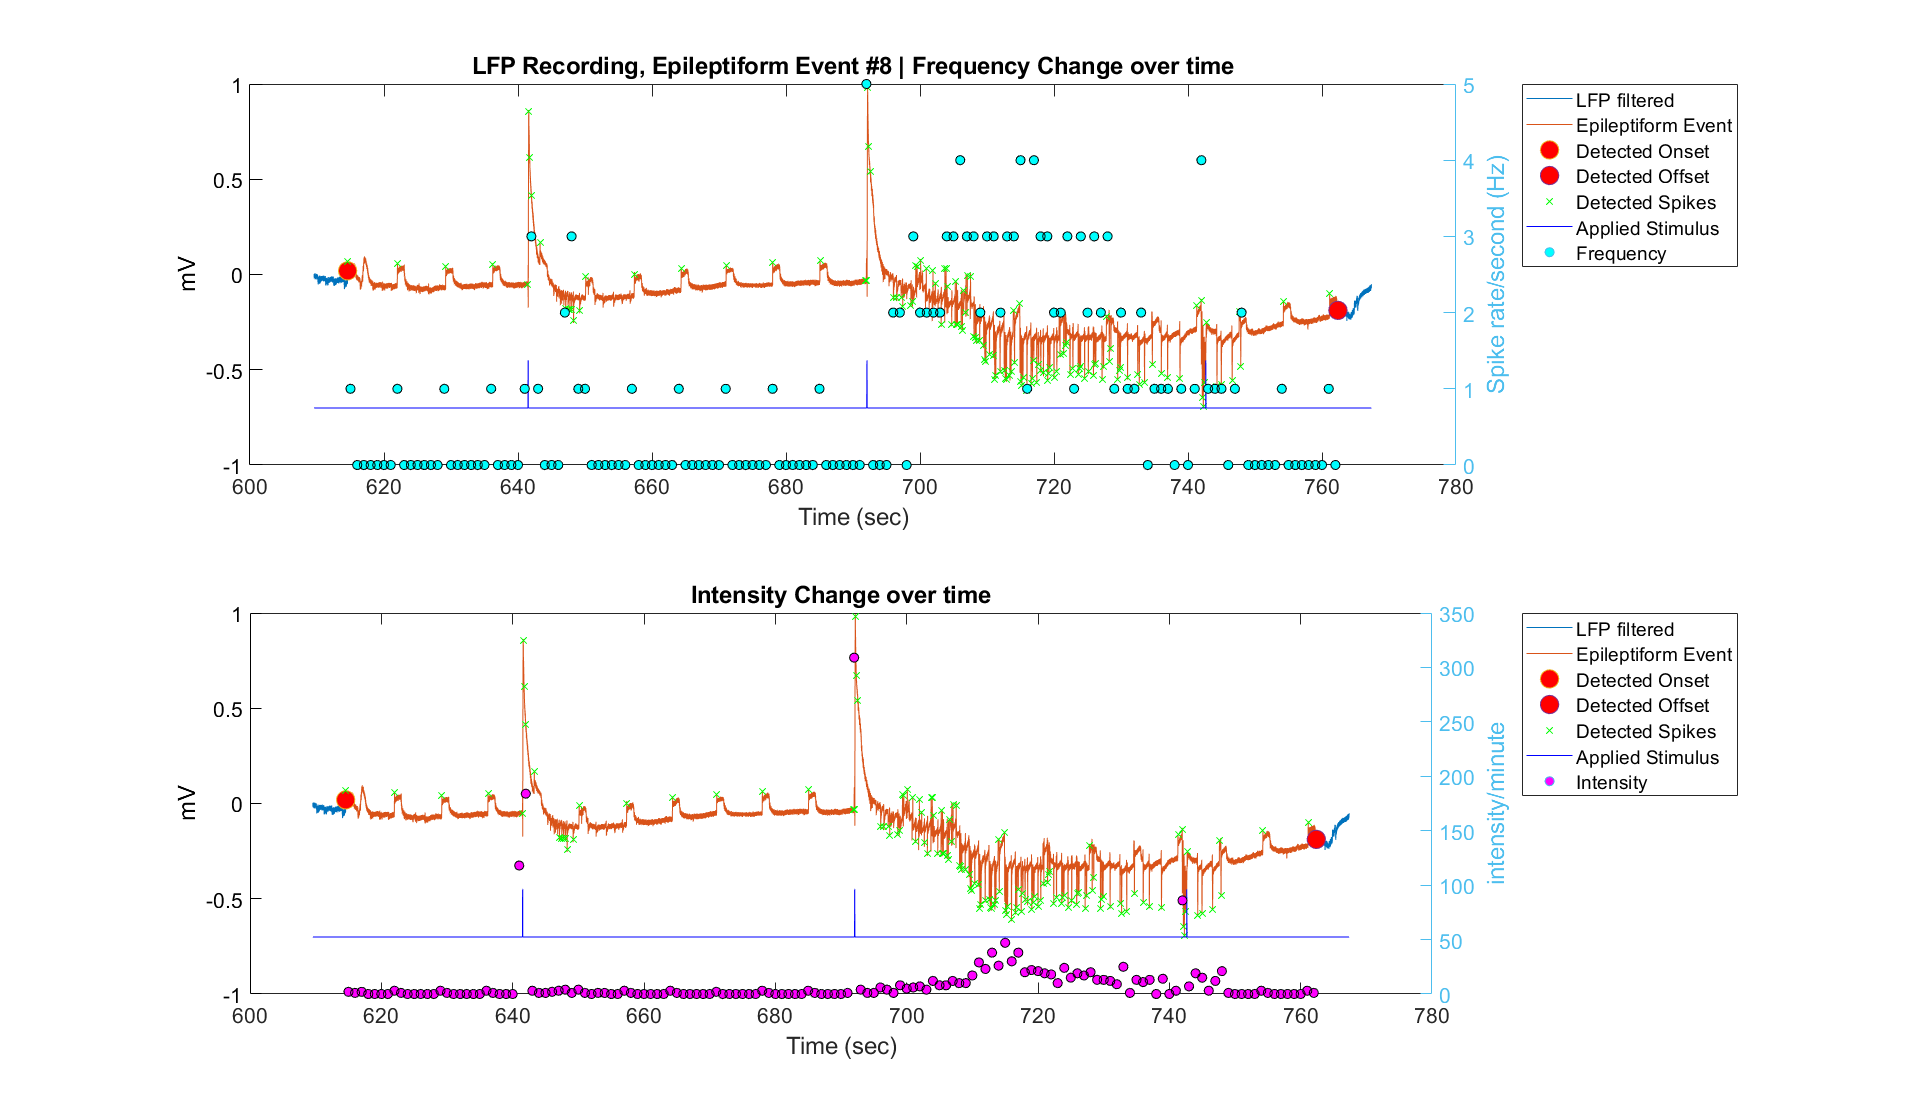 LFP Recording, Epileptiform Event #8 | Frequency Change over time
1
0.5
0
-0.5
-1
mV
5
4
3
2
1
0
Spike rate/second (Hz)
600 620 640 660 680 700 720 740 760 780
Time (sec)
LFP filtered
Epileptiform Event
Detected Onset
Detected Offset
Detected Spikes
Applied Stimulus
Frequency
Intensity Change over time
1
0.5
0
-0.5
-1
mV
350
300
250
200
150
100
50
0
intensity/minute
600 620 640 660 680 700 720 740 760 780
Time (sec)
LFP filtered
Epileptiform Event
Detected Onset
Detected Offset
Detected Spikes
Applied Stimulus
Intensity